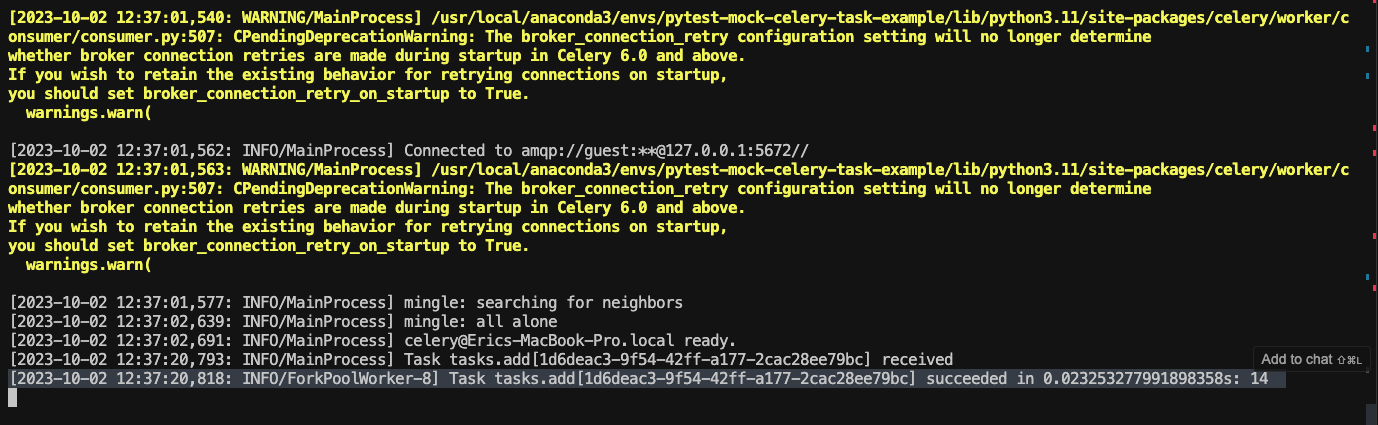 [2023-10-02 12:37:01,540: WARNING/MainProcess] /usr/local/anaconda3/envs/pytest-mock-celery-task-example/lib/python3.11/site-packages/celery/worker/c
onsumer/consumer.py:507: CPendingDeprecationWarning: The broker_connection_retry configuration setting will no longer determine
whether broker connection retries are made during startup in Celery 6.0 and above.
If you wish to retain the existing behavior for retrying connections on startup,
you should set broker_connection_retry_on_startup to True.
  warnings.warn(
[2023-10-02 12:37:01,562: INFO/MainProcess] Connected to amqp://guest:**@127.0.0.1:5672//
[2023-10-02 12:37:01,563: WARNING/MainProcess] /usr/local/anaconda3/envs/pytest-mock-celery-task-example/lib/python3.11/site-packages/celery/worker/c
onsumer/consumer.py:507: CPendingDeprecationWarning: The broker_connection_retry configuration setting will no longer determine
whether broker connection retries are made during startup in Celery 6.0 and above.
If you wish to retain the existing behavior for retrying connections on startup,
you should set broker_connection_retry_on_startup to True.
  warnings.warn(
[2023-10-02 12:37:01,577: INFO/MainProcess] mingle: searching for neighbors
[2023-10-02 12:37:02,639: INFO/MainProcess] mingle: all alone
[2023-10-02 12:37:02,691: INFO/MainProcess] celery@Erics-MacBook-Pro.local ready.
[2023-10-02 12:37:20,793: INFO/MainProcess] Task tasks.add[1d6deac3-9f54-42ff-a177-2cac28ee79bc] received
Add to chat ⇧⌘L
[2023-10-02 12:37:20,818: INFO/ForkPoolWorker-8] Task tasks.add[1d6deac3-9f54-42ff-a177-2cac28ee79bc] succeeded in 0.023253277991898358s: 14